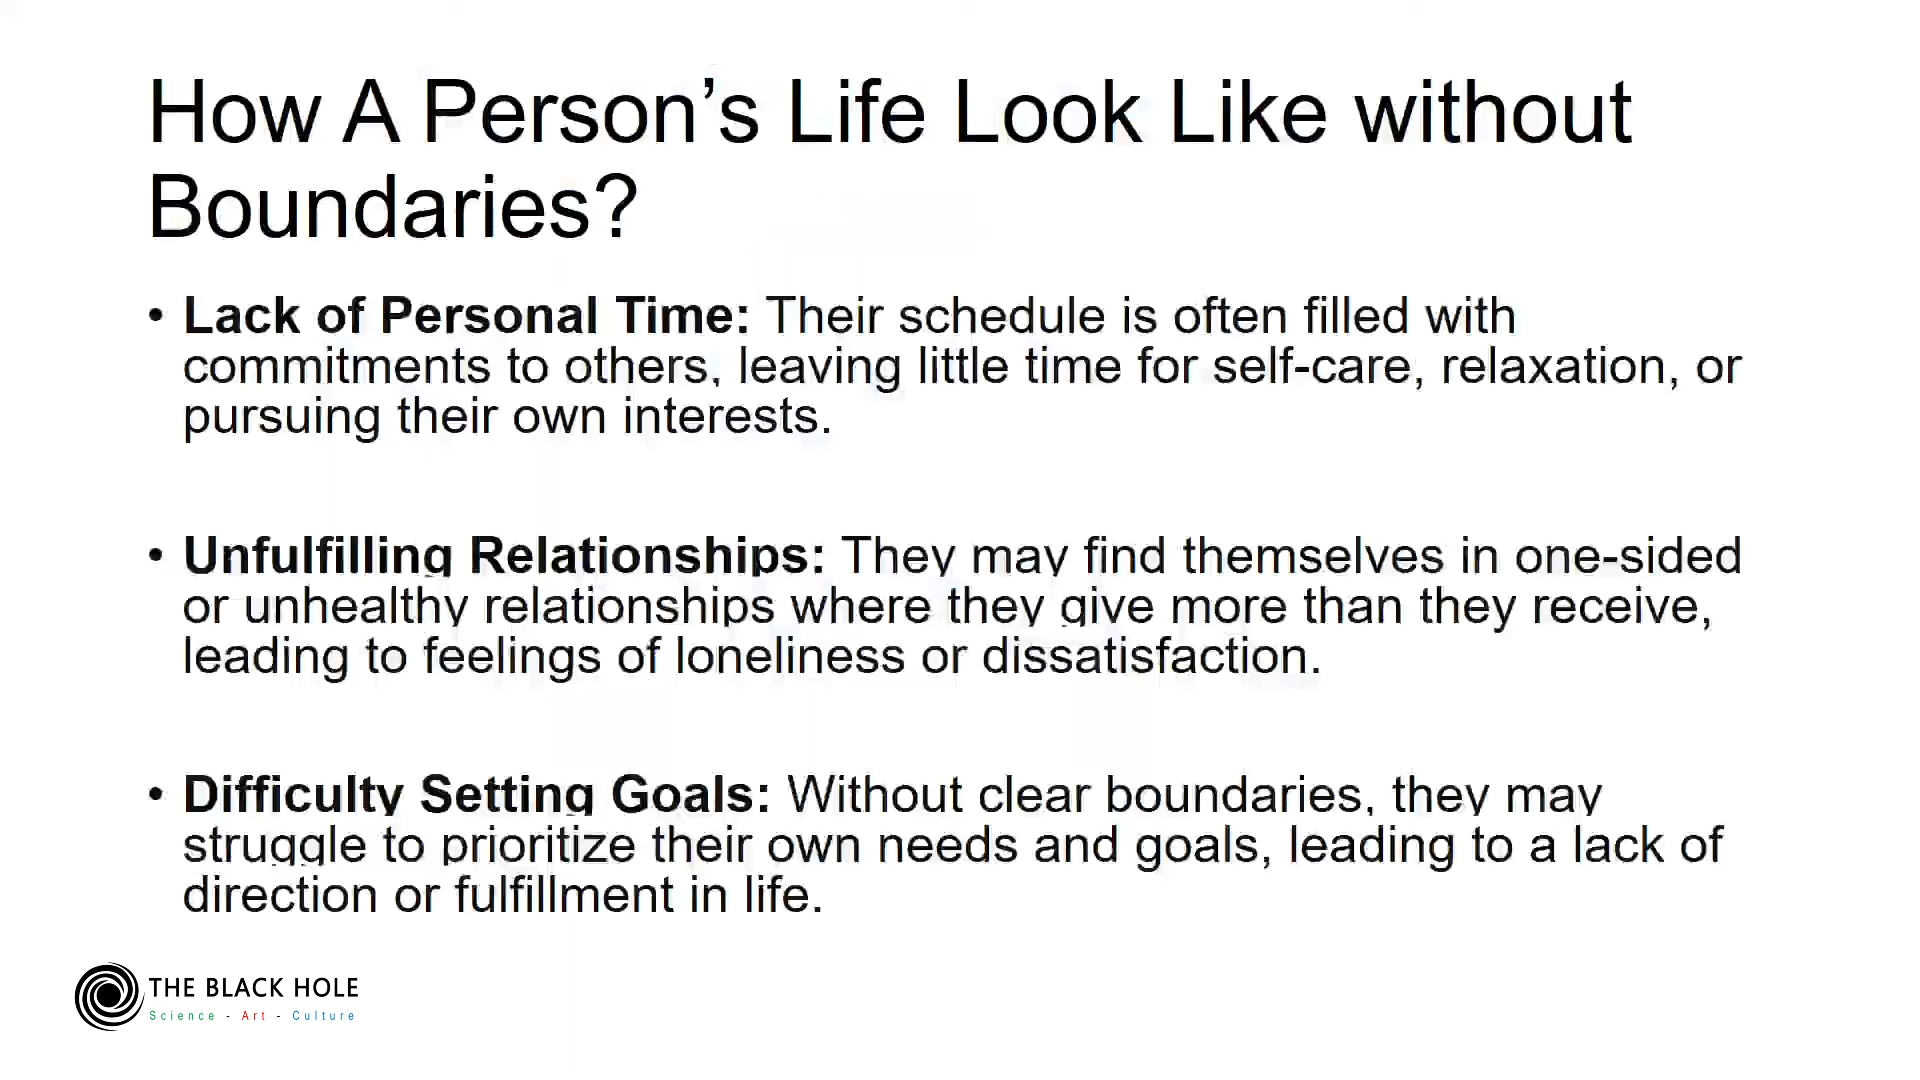 How A Person’s Life Look Like without
Boundaries?
• Lack of Personal Time: Their schedule is often filled with
commitments to others, leaving little time for self-care, relaxation, or
pursuing their own interests.
• Unfulfilling Relationships: They may find themselves in one-sided
or unhealthy relationships where they give more than they receive,
leading to feelings of loneliness or dissatisfaction.
• Difficulty Setting Goals: Without clear boundaries, they may
struggle to prioritize their own needs and goals, leading to a lack of
direction or fulfillment in life.
THE BLACK HOLE
Science - Art - Culture